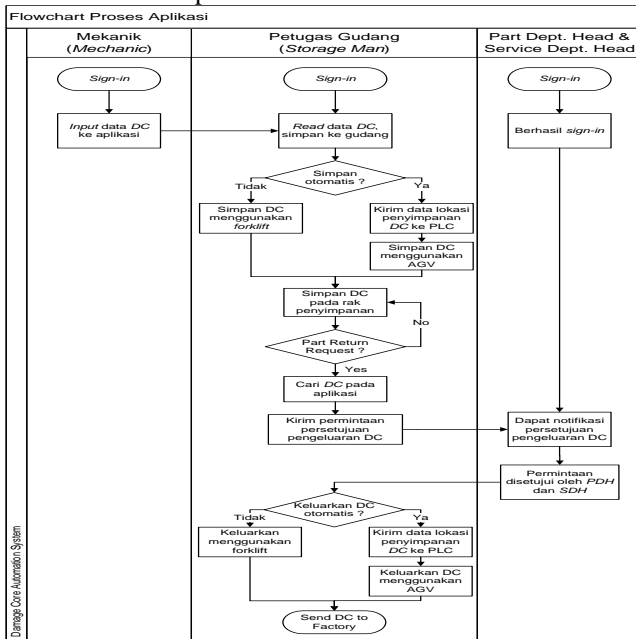 Flowchart Proses Aplikasi
Mekanik
(Mechanic)
Petugas Gudang
(Storage Man)
Part Dept. Head &
Service Dept. Head
Sign-in
Sign-in
Sign-in
Input data DC
ke aplikasi
Read data DC,
simpan ke gudang
Berhasil sign-in
Simpan
otomatis ?
Tidak
Ya
Simpan DC
menggunakan
forklift
Kirim data lokasi
penyimpanan
DC ke PLC
Simpan DC
menggunakan
AGV
Simpan DC
pada rak
penyimpanan
No
Part Return
Request ?
Yes
Cari DC pada
aplikasi
Kirim permintaan
persetujuan
pengeluaran DC
Dapat notifikasi
persetujuan
pengeluaran DC
Permintaan
disetujui oleh PDH
dan SDH
Keluarkan DC
otomatis ?
Tidak
Ya
Keluarkan
menggunakan
forklift
Kirim data lokasi
penyimpanan
DC ke PLC
Keluarkan DC
menggunakan
AGV
Send DC to
Factory
Damage Core Automation System